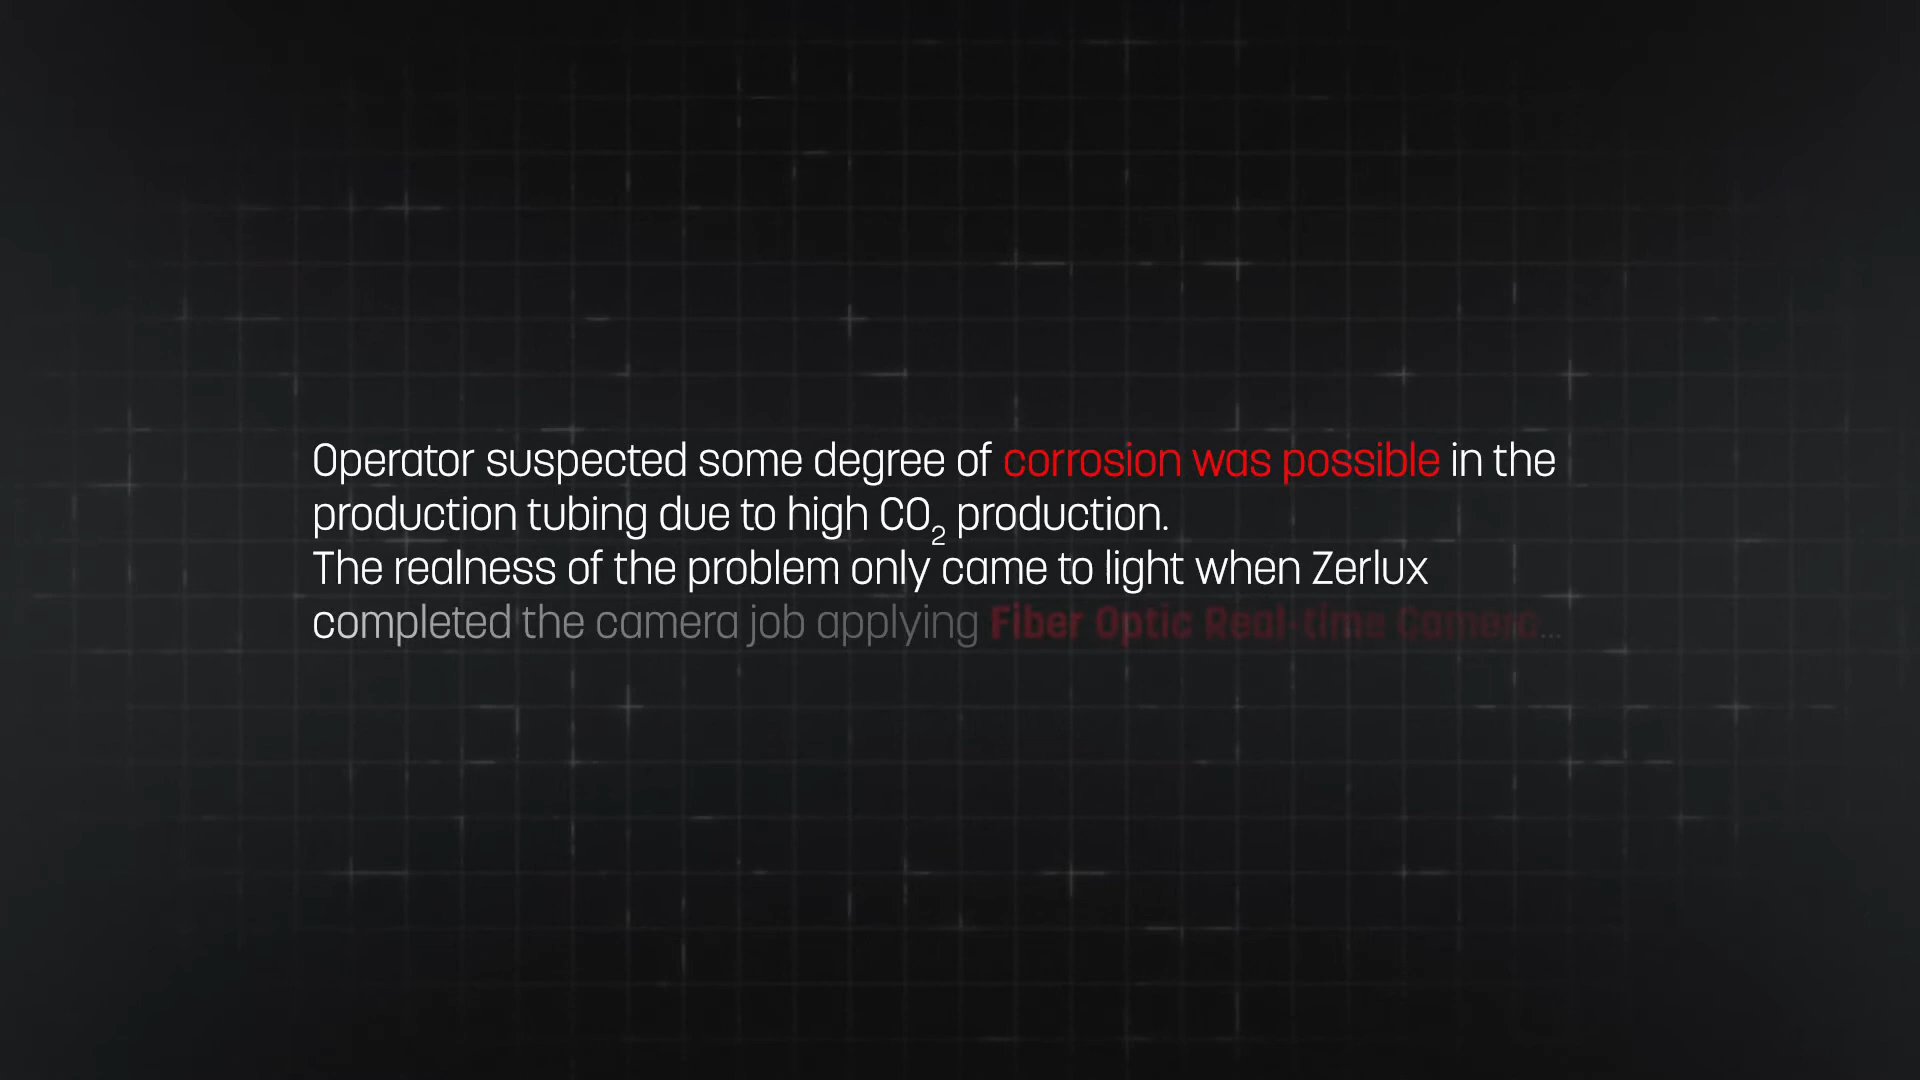 Operator suspected some degree of corrosion was possible in the
production tubing due to high CO₂ production.
The realness of the problem only came to light when Zerlux
completed the camera job applying Fiber Optic Real-time Camera...